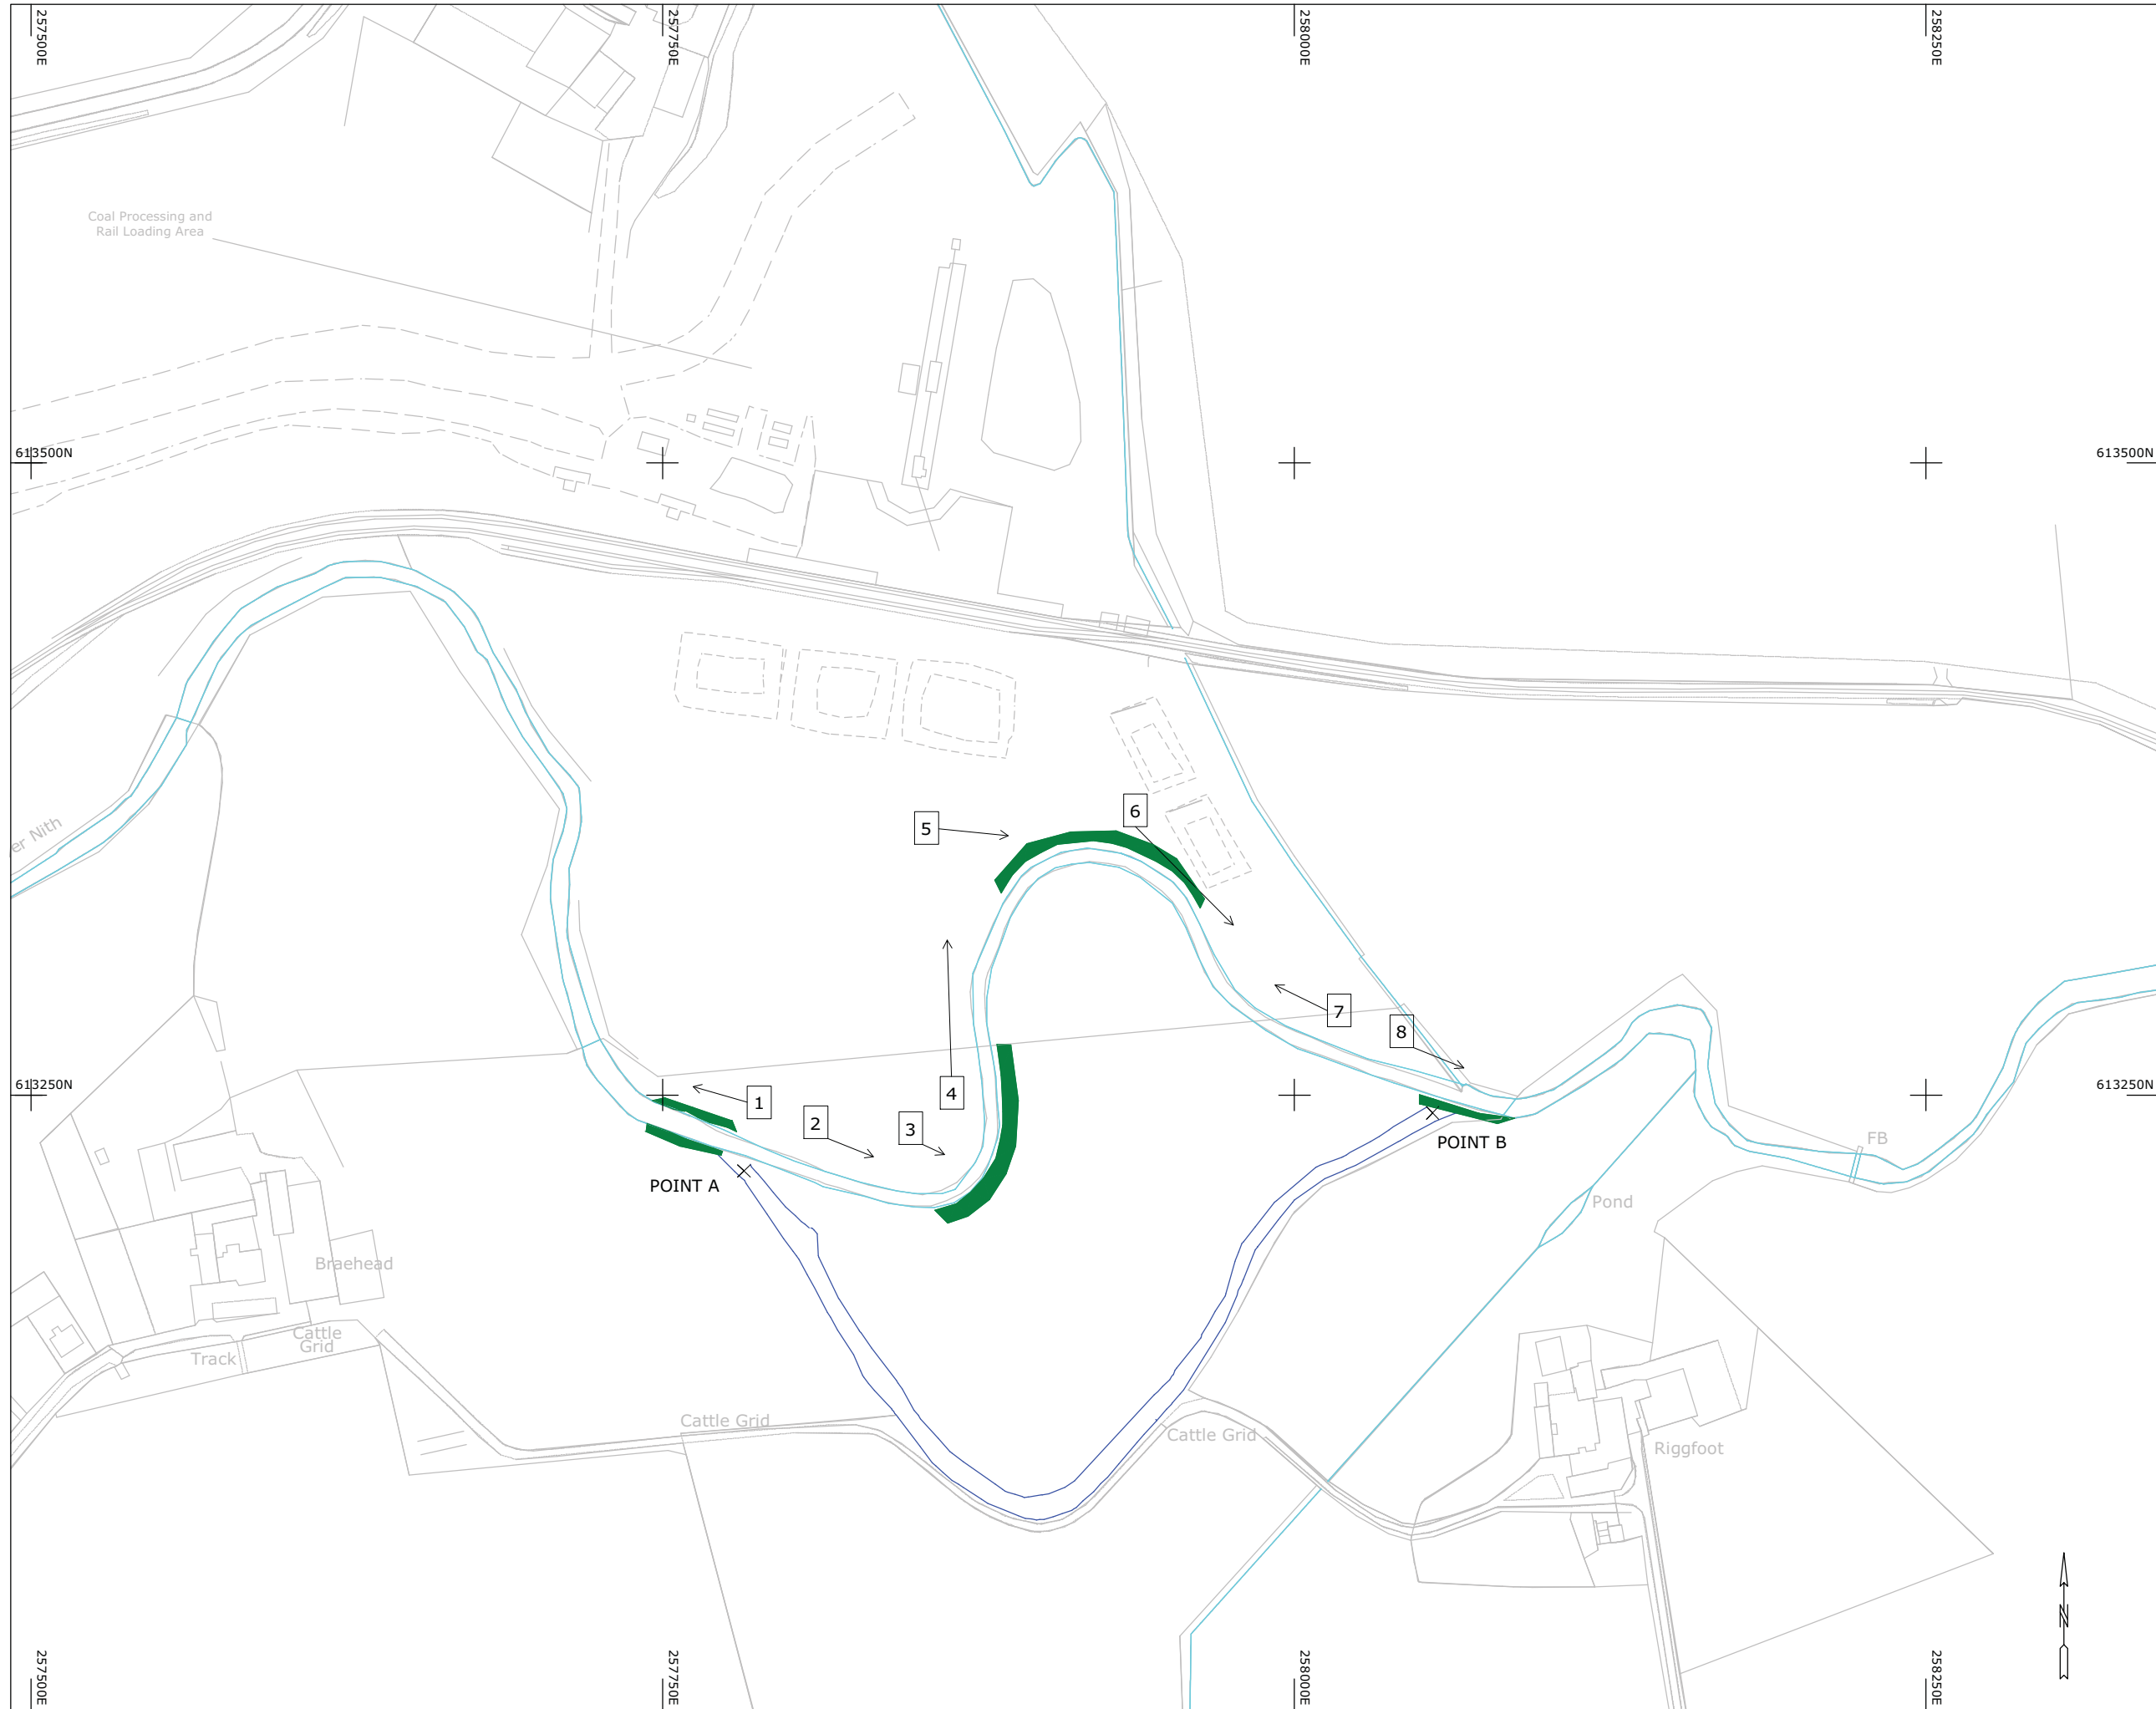 257500E
257750E
258000E
258250E
Coal Processing and
Rail Loading Area
613500N
613500N
er Nith
5
6
7
8
613250N
613250N
1
2
3
4
POINT A
POINT B
FB
Pond
Braehead
Cattle
Grid
Track
Cattle Grid
Cattle Grid
Riggfoot
N
257500E
257750E
258000E
258250E